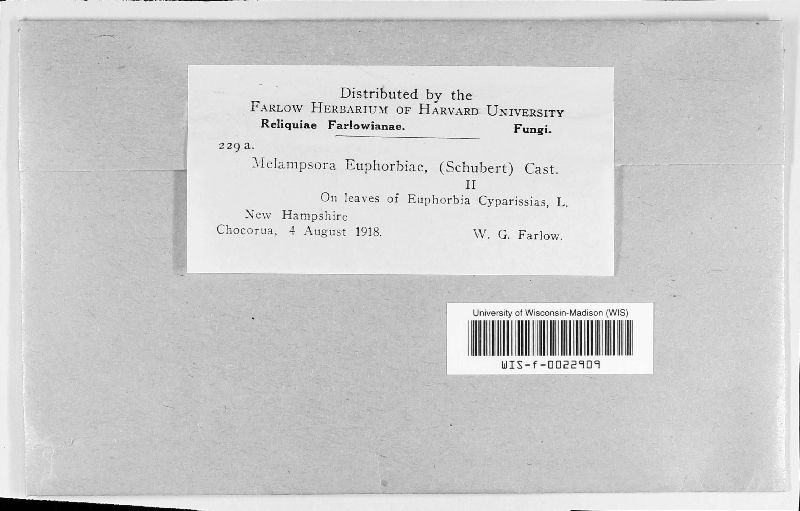 Distributed by the
Farlow Herbarium of Harvard University
Reliquiae Farlowianae. Fungi.
229 a.
Melampsora Euphorbiae, (Schubert) Cast.
II
On leaves of Euphorbia Cyparissias, L.
New Hampshire
Chocorua, 4 August 1918. W. G. Farlow.
University of Wisconsin-Madison (WIS)
WIS-f-0022909